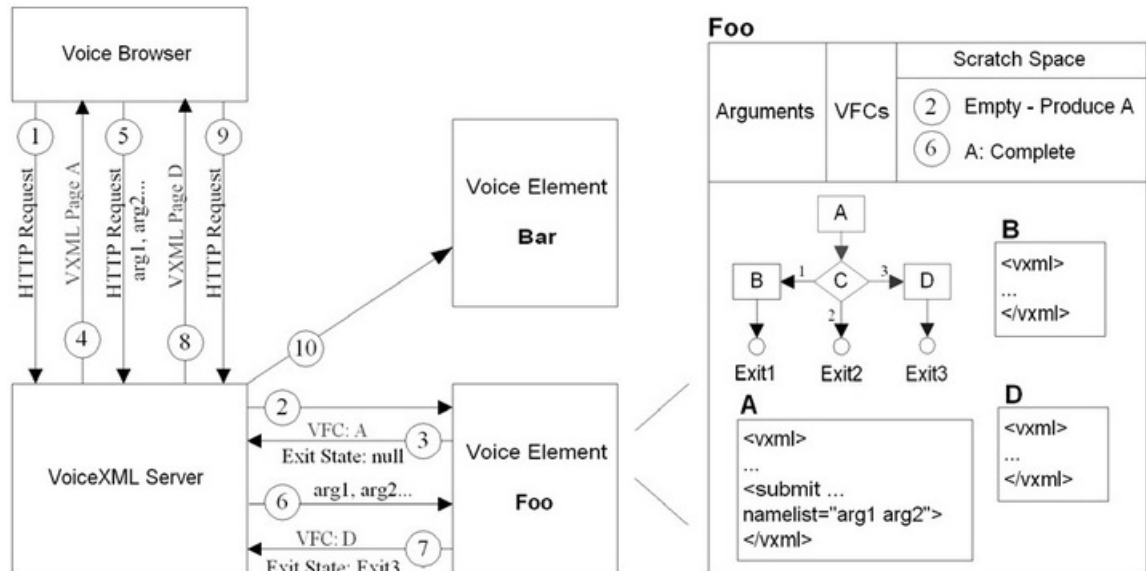 Voice Browser
1
5
9
HTTP Request
VXML Page A
HTTP Request
arg1, arg2...
VXML Page D
HTTP Request
4
8
10
Voice Element
Bar
VoiceXML Server
2
VFC: A
3
Exit State: null
6
arg1, arg2...
VFC: D
7
Exit State: Exit3
Voice Element
Foo
Foo
Arguments
VFCs
Scratch Space
2 Empty - Produce A
6 A: Complete
A
B
1
C
3
D
2
Exit1
Exit2
Exit3
B
<vxml>
...
</vxml>
A
<vxml>
...
<submit ...
namelist="arg1 arg2">
</vxml>
D
<vxml>
...
</vxml>